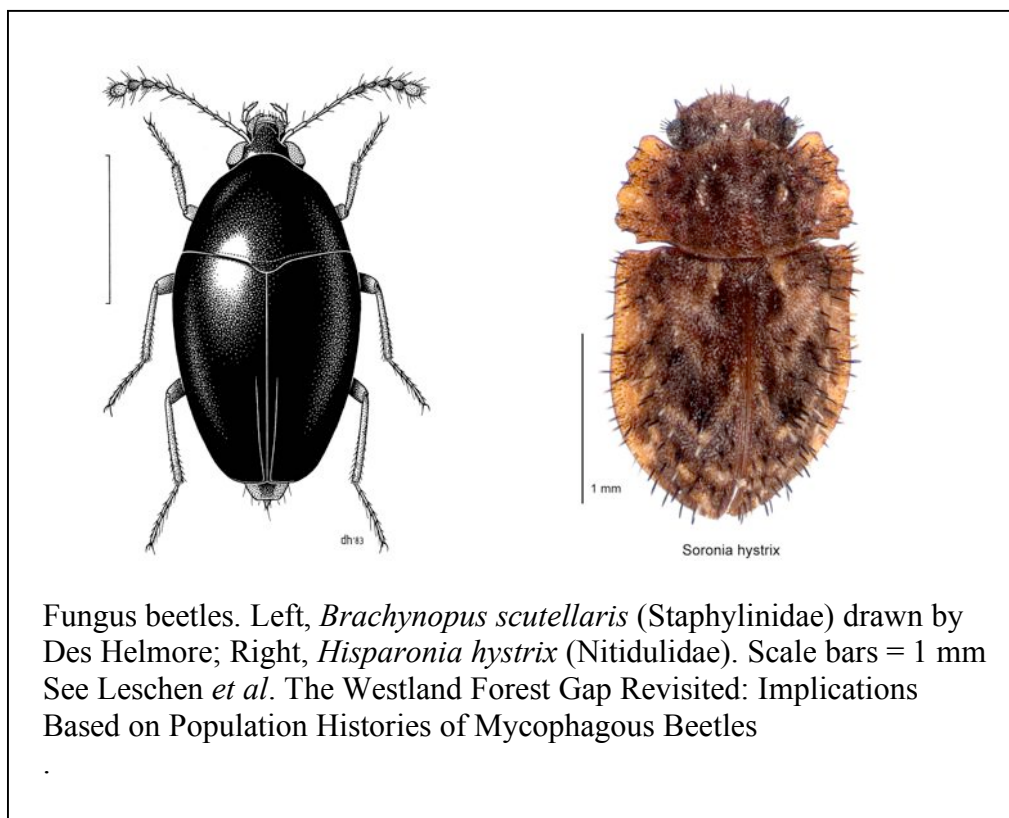 dh'83
1 mm
Soronia hystrix
Fungus beetles. Left, Brachynopus scutellaris (Staphylinidae) drawn by
Des Helmore; Right, Hisparonia hystrix (Nitidulidae). Scale bars = 1 mm
See Leschen et al. The Westland Forest Gap Revisited: Implications
Based on Population Histories of Mycophagous Beetles
.